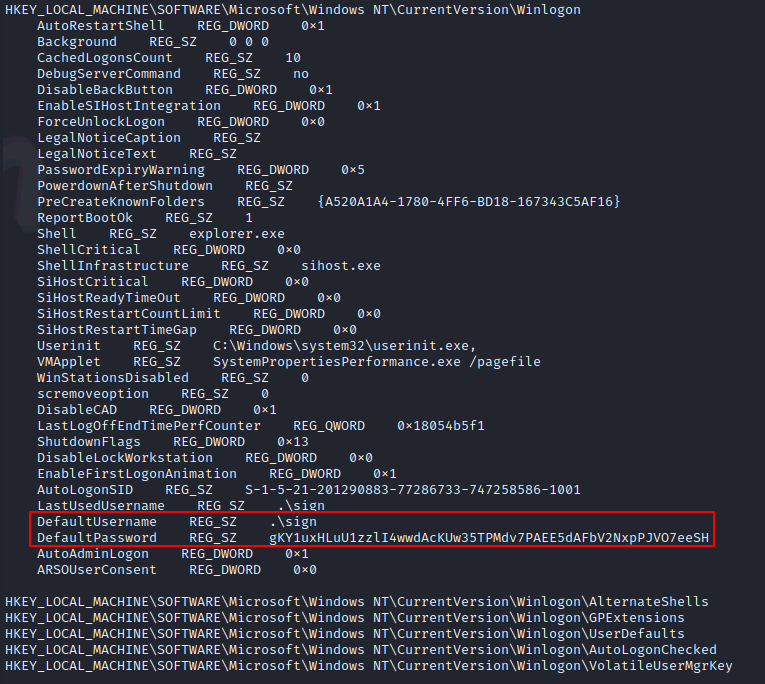 HKEY_LOCAL_MACHINE\SOFTWARE\Microsoft\Windows NT\CurrentVersion\Winlogon
AutoRestartShell REG_DWORD 0×1
Background REG_SZ 0 0 0
CachedLogonsCount REG_SZ 10
DebugServerCommand REG_SZ no
DisableBackButton REG_DWORD 0×1
EnableSIHostIntegration REG_DWORD 0×1
ForceUnlockLogon REG_DWORD 0×0
LegalNoticeCaption REG_SZ
LegalNoticeText REG_SZ
PasswordExpiryWarning REG_DWORD 0×5
PowerdownAfterShutdown REG_SZ
PreCreateKnownFolders REG_SZ {A520A1A4-1780-4FF6-BD18-167343C5AF16}
ReportBootOk REG_SZ 1
Shell REG_SZ explorer.exe
ShellCritical REG_DWORD 0×0
ShellInfrastructure REG_SZ sihost.exe
SiHostCritical REG_DWORD 0×0
SiHostReadyTimeOut REG_DWORD 0×0
SiHostRestartCountLimit REG_DWORD 0×0
SiHostRestartTimeGap REG_DWORD 0×0
Userinit REG_SZ C:\Windows\system32\userinit.exe,
VMApplet REG_SZ SystemPropertiesPerformance.exe /pagefile
WinStationsDisabled REG_SZ 0
scremoveoption REG_SZ 0
DisableCAD REG_DWORD 0×1
LastLogOffEndTimePerfCounter REG_QWORD 0×18054b5f1
ShutdownFlags REG_DWORD 0×13
DisableLockWorkstation REG_DWORD 0×0
EnableFirstLogonAnimation REG_DWORD 0×1
AutoLogonSID REG_SZ S-1-5-21-201290883-77286733-747258586-1001
LastUsedUsername REG_SZ .\sign
DefaultUsername REG_SZ .\sign
DefaultPassword REG_SZ gKY1uxHLuU1zzlI4wwdAcKUw35TPMdv7PAEE5dAFbV2NxpPJVO7eeSH
AutoAdminLogon REG_DWORD 0×1
ARSOUserConsent REG_DWORD 0×0
HKEY_LOCAL_MACHINE\SOFTWARE\Microsoft\Windows NT\CurrentVersion\Winlogon\AlternateShells
HKEY_LOCAL_MACHINE\SOFTWARE\Microsoft\Windows NT\CurrentVersion\Winlogon\GPExtensions
HKEY_LOCAL_MACHINE\SOFTWARE\Microsoft\Windows NT\CurrentVersion\Winlogon\UserDefaults
HKEY_LOCAL_MACHINE\SOFTWARE\Microsoft\Windows NT\CurrentVersion\Winlogon\AutoLogonChecked
HKEY_LOCAL_MACHINE\SOFTWARE\Microsoft\Windows NT\CurrentVersion\Winlogon\VolatileUserMgrKey